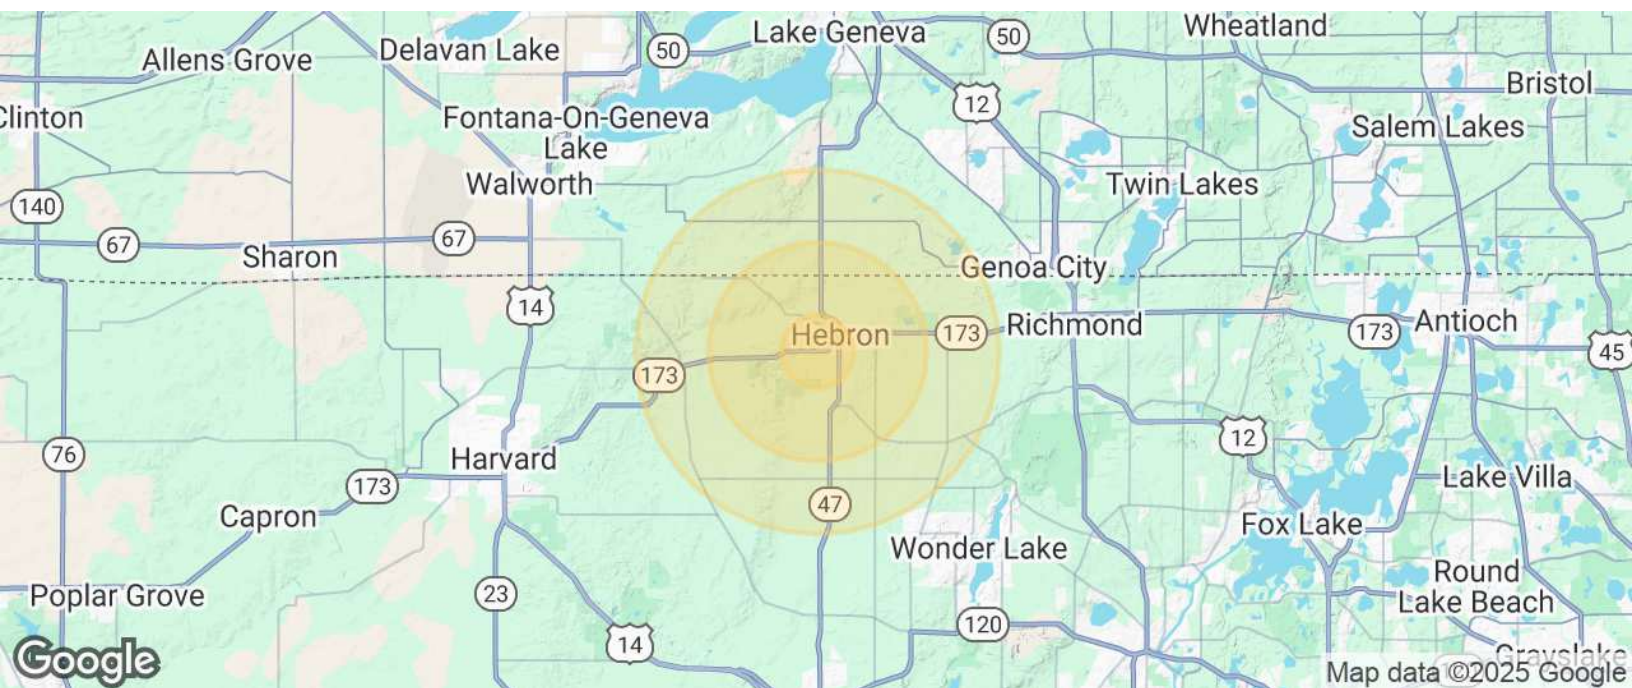 Lake Geneva
Wheatland
Delavan Lake
50
50
Allens Grove
Bristol
12
Clinton
Fontana-On-Geneva
Lake
Salem Lakes
Walworth
Twin Lakes
140
67
67
Sharon
Genoa City
14
Hebron
173
Richmond
173
Antioch
45
173
12
76
Harvard
173
Lake Villa
47
Capron
Fox Lake
Wonder Lake
Round
Lake Beach
23
Poplar Grove
120
14
Grayslake
Google
Map data ©2025 Google